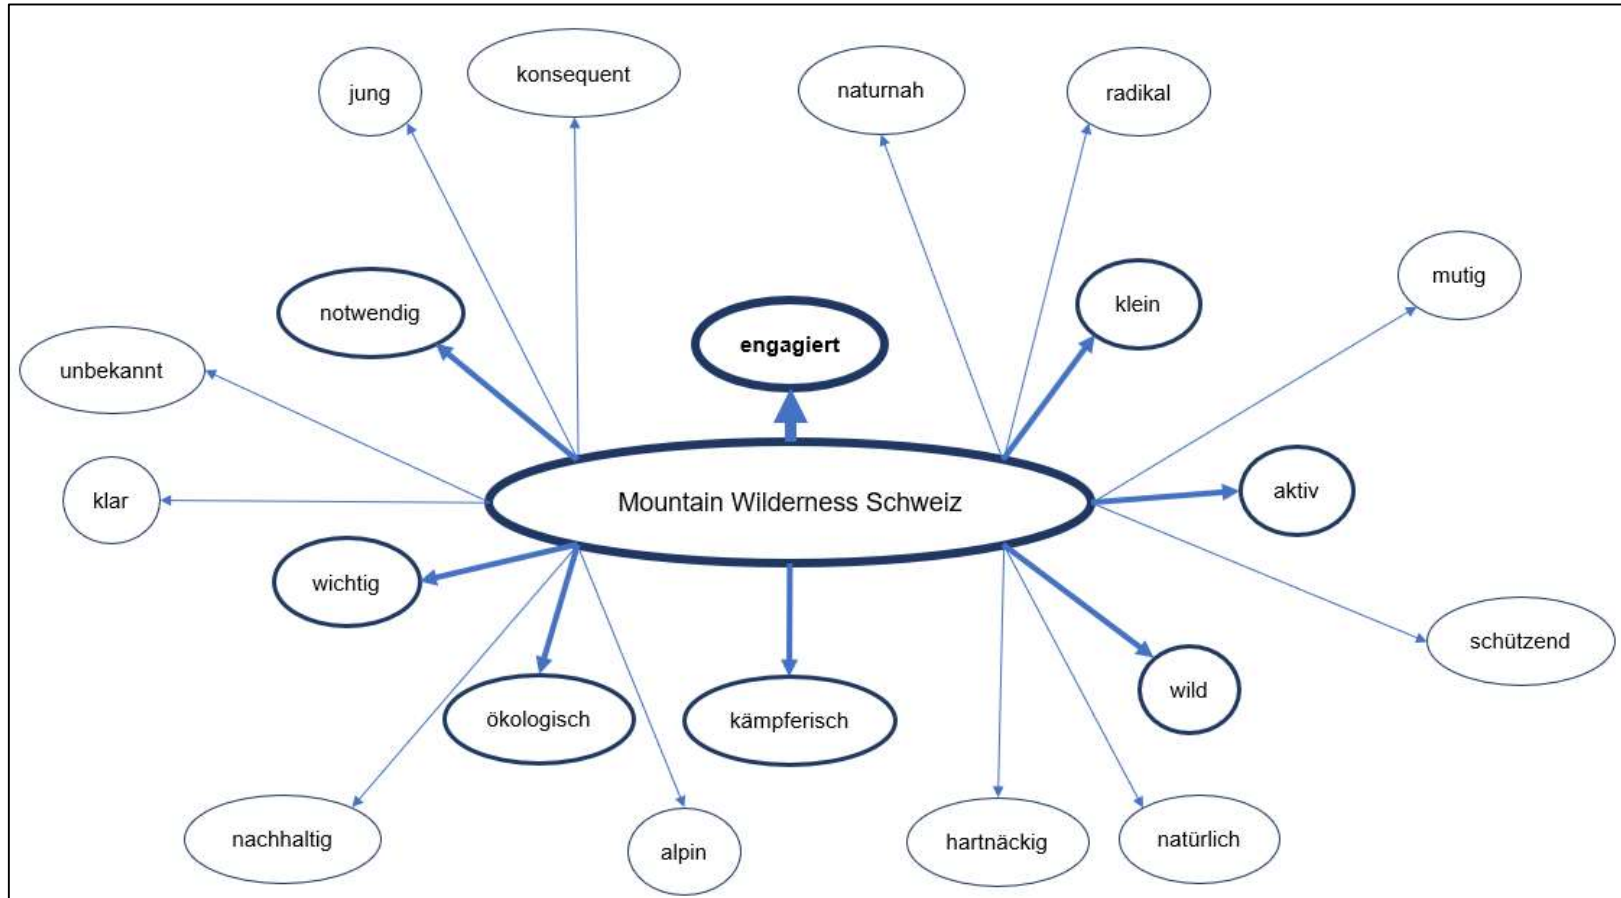 jung
konsequent
naturnah
radikal
mutig
notwendig
klein
engagiert
unbekannt
klar
Mountain Wilderness Schweiz
aktiv
wichtig
schützend
wild
ökologisch
kämpferisch
nachhaltig
alpin
hartnäckig
natürlich